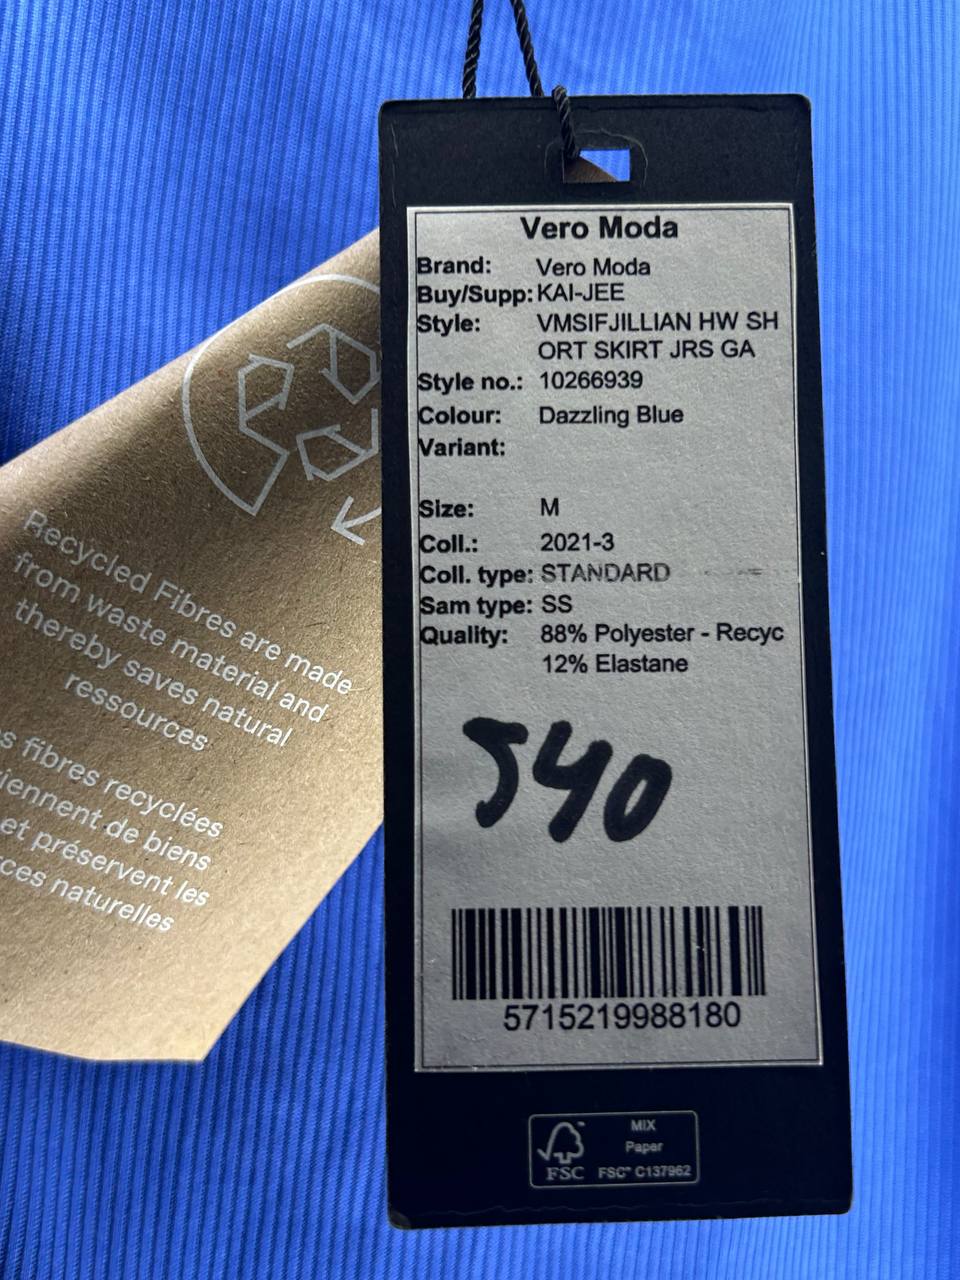 Vero Moda
Brand: Vero Moda
Buy/Supp: KAI-JEE
Style: VMSIFJILLIAN HW SH
ORT SKIRT JRS GA
Style no.: 10266939
Colour: Dazzling Blue
Variant:
Size: M
Coll.: 2021-3
Coll. type: STANDARD
Sam type: SS
Quality: 88% Polyester - Recyc
12% Elastane
540
5715219988180
FSC
MIX
Paper
FSC® C137962
Recycled Fibres are made
from waste material and
thereby saves natural
ressources
s fibres recyclées
iennent de biens
et préservent les
ces naturelles